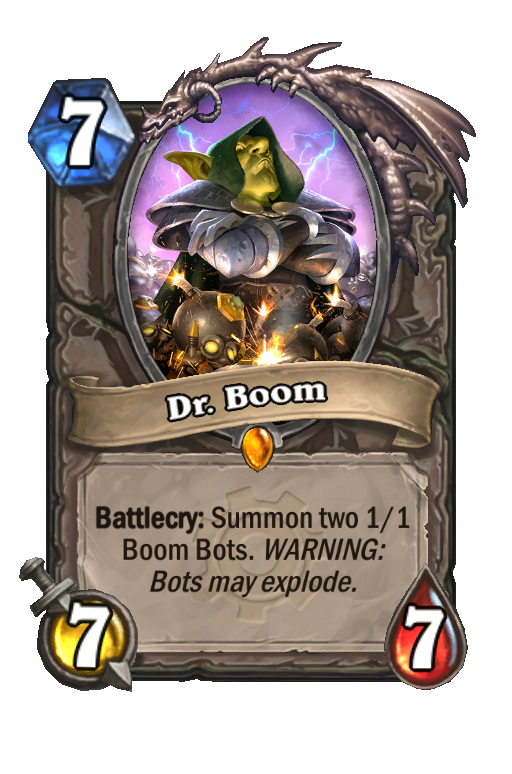 7
Dr. Boom
Battlecry: Summon two 1/1
Boom Bots. WARNING:
Bots may explode.
7
7